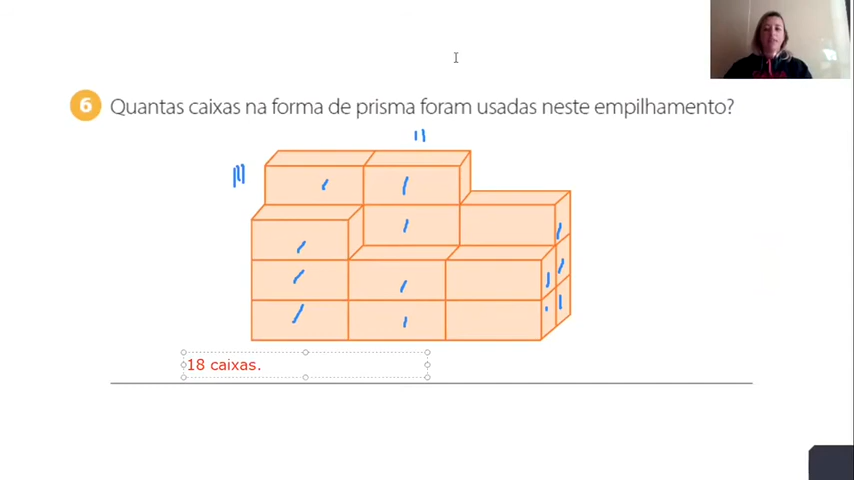 6 Quantas caixas na forma de prisma foram usadas neste empilhamento?
18 caixas.